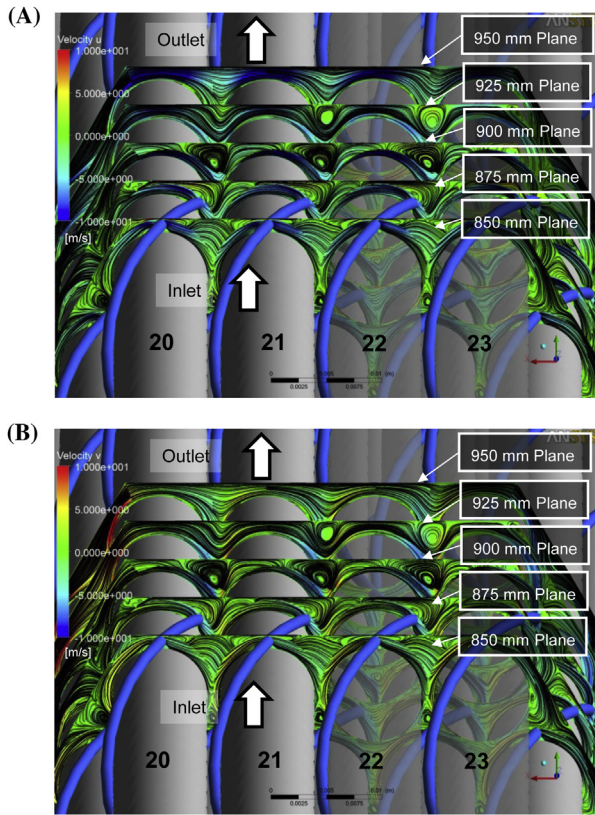 (A)
Velocity u
1.000e+001
5.000e+000
0.000e+000
-5.000e+000
-1.000e+001
[m/s]
Outlet
950 mm Plane
925 mm Plane
900 mm Plane
875 mm Plane
850 mm Plane
Inlet
20
21
22
23
0.01 (m)
0.0025
0.0075
(B)
Velocity v
1.000e+001
5.000e+000
0.000e+000
-5.000e+000
-1.000e+001
[m/s]
Outlet
950 mm Plane
925 mm Plane
900 mm Plane
875 mm Plane
850 mm Plane
Inlet
20
21
22
23
0.01 (m)
0.0025
0.0075